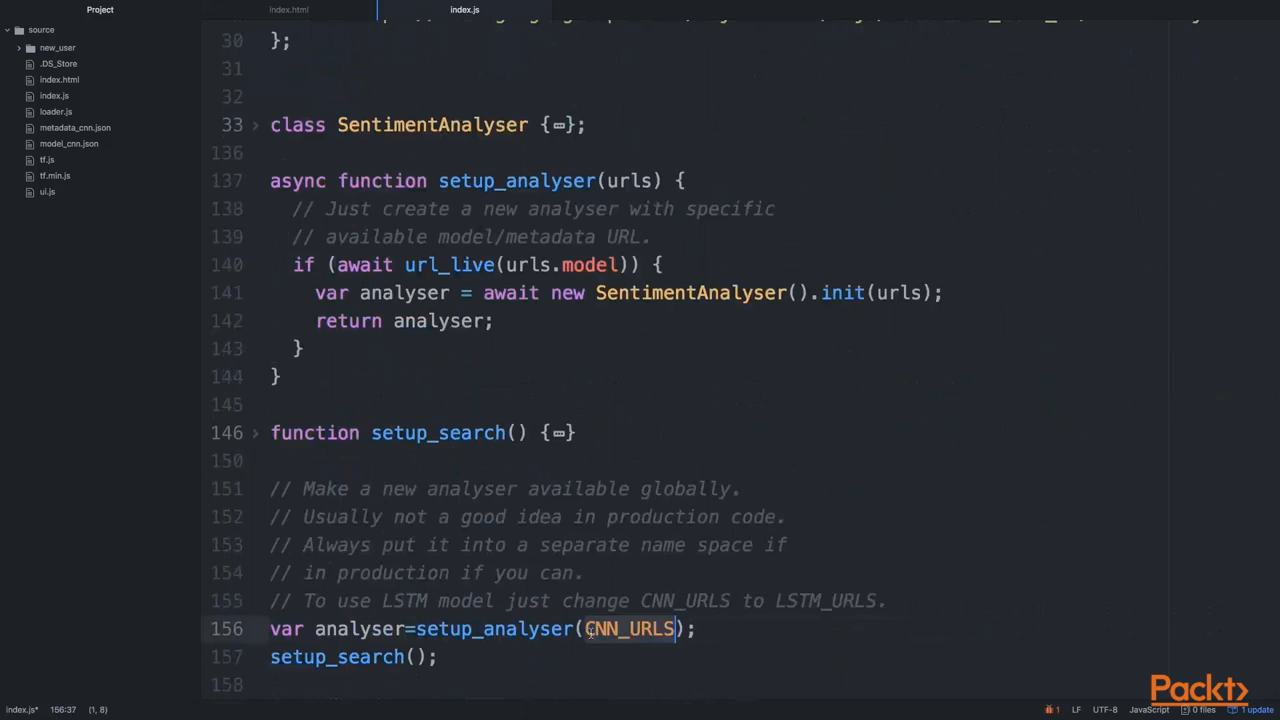 Project
index.html
index.js
source
new_user
.DS_Store
index.html
index.js
loader.js
metadata_cnn.json
model_cnn.json
tf.js
tf.min.js
ui.js
30 };
31
32
33 class SentimentAnalyser {};
136
137 async function setup_analyser(urls) {
138 // Just create a new analyser with specific
139 // available model/metadata URL.
140 if (await url_live(urls.model)) {
141 var analyser = await new SentimentAnalyser().init(urls);
142 return analyser;
143 }
144 }
145
146 function setup_search() {}
150
151 // Make a new analyser available globally.
152 // Usually not a good idea in production code.
153 // Always put it into a separate name space if
154 // in production if you can.
155 // To use LSTM model just change CNN_URLS to LSTM_URLS.
156 var analyser=setup_analyser(CNN_URLS);
157 setup_search();
158
Packt>
index.js* 156:37 (1, 8)
1 LF UTF-8 JavaScript 0 files 1 update